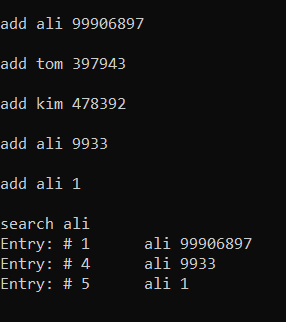 add ali 99906897
add tom 397943
add kim 478392
add ali 9933
add ali 1
search ali
Entry: # 1      ali 99906897
Entry: # 4      ali 9933
Entry: # 5      ali 1